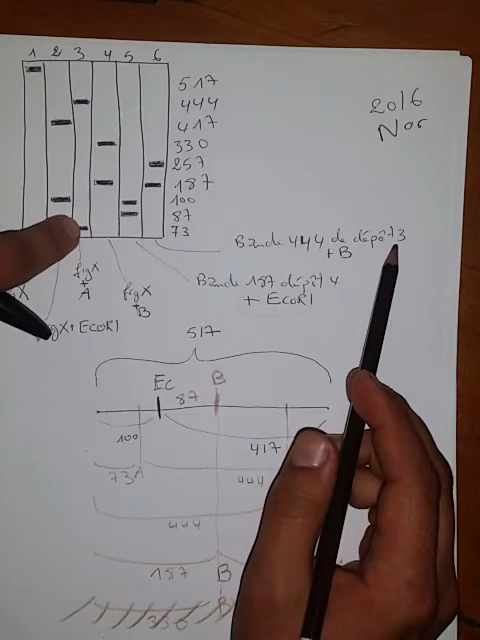 1 2 3 4 5 6
517
444
417
330
257
187
100
87
73
2016
Nor
Bande 444 de dépôt 3
+ B
Bande 187 dépôt 4
+ EcoRI
fig X
+
A
fig X
+
B
X
fig X + EcoRI
517
Ec
B
87
100
417
73 A
444
444
187
B
B
330